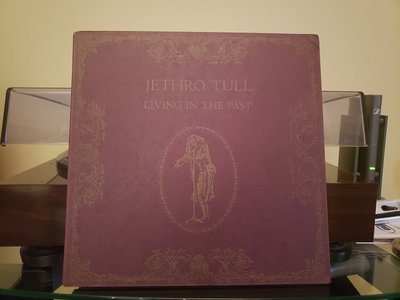 JETHRO TULL
LIVING IN THE PAST